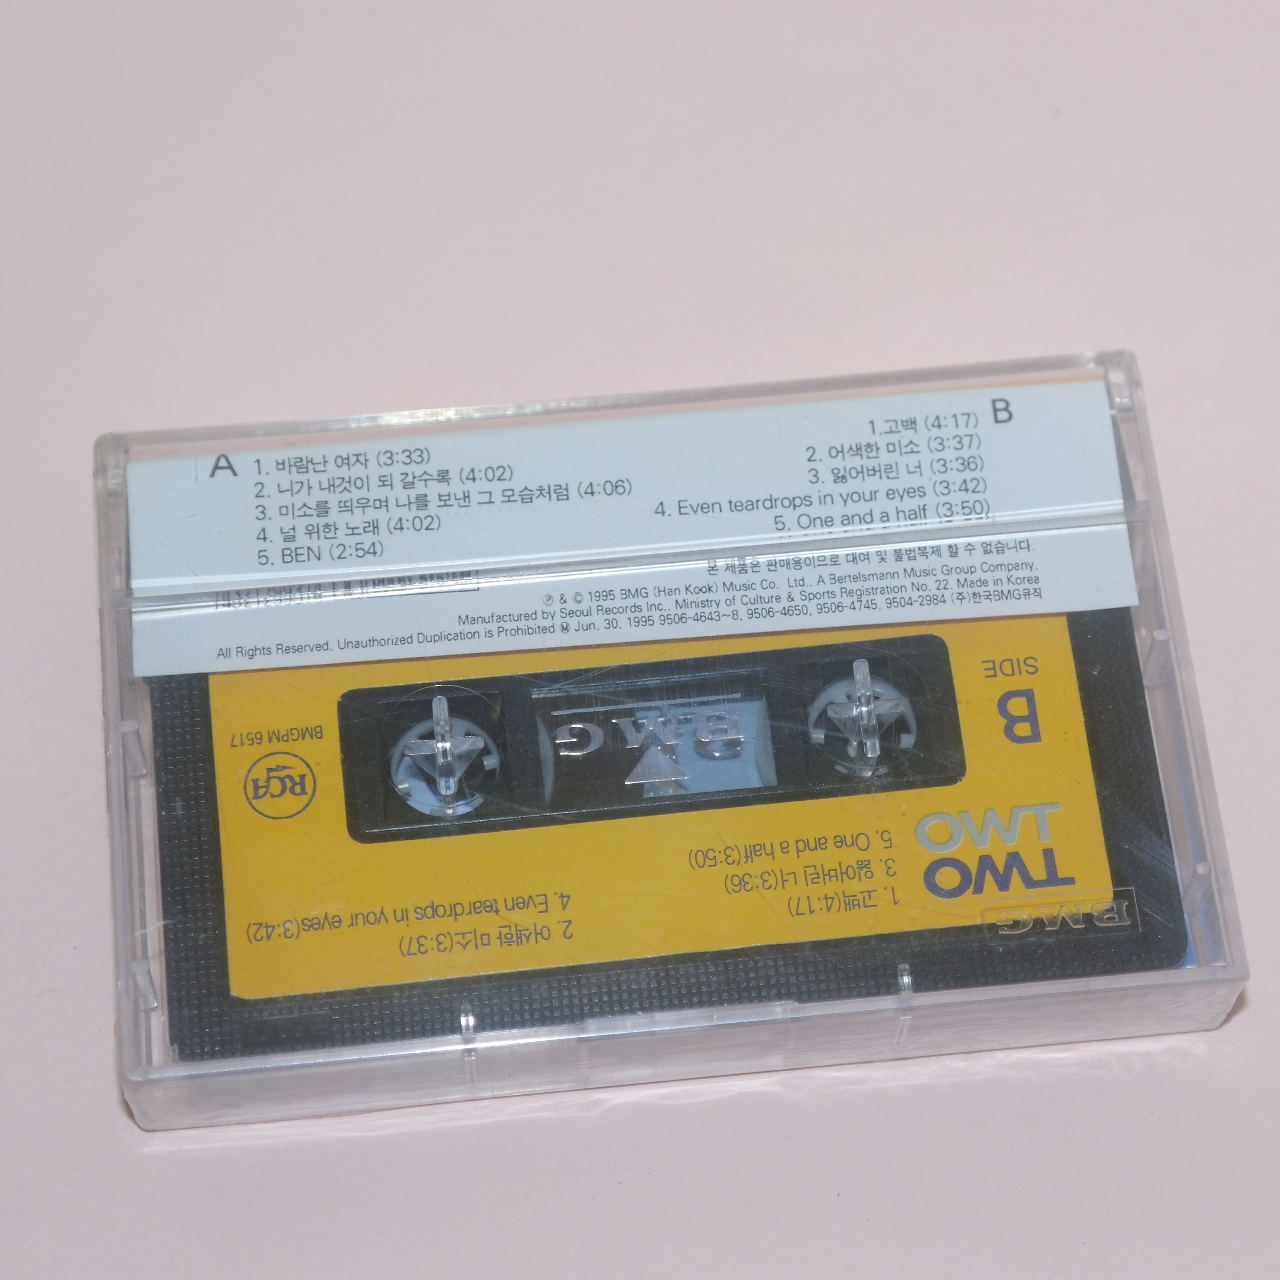 A
1. 바람난 여자 (3:33)
2. 니가 내것이 되 갈수록 (4:02)
3. 미소를 띄우며 나를 보낸 그 모습처럼 (4:06)
4. 널 위한 노래 (4:02)
5. BEN (2:54)
B
1.고백 (4:17)
2. 어색한 미소 (3:37)
3. 잃어버린 너 (3:36)
4. Even teardrops in your eyes (3:42)
5. One and a half (3:50)
본 제품은 판매용이므로 대여 및 불법복제 할 수 없습니다.
Ⓟ & © 1995 BMG (Han Kook) Music Co. Ltd., A Bertelsmann Music Group Company.
Manufactured by Seoul Records Inc., Ministry of Culture & Sports Registration No. 22. Made in Korea
All Rights Reserved. Unauthorized Duplication is Prohibited Ⓜ Jun. 30. 1995 9506-4643~8, 9506-4650, 9506-4745, 9504-2984 (주)한국BMG뮤직
BMG
TWO
TWO
1. 고백(4:17)
2. 어색한 미소(3:37)
3. 잃어버린 너(3:36)
4. Even teardrops in your eyes(3:42)
5. One and a half(3:50)
B
SIDE
BMG
RCA
BMGPM 6517